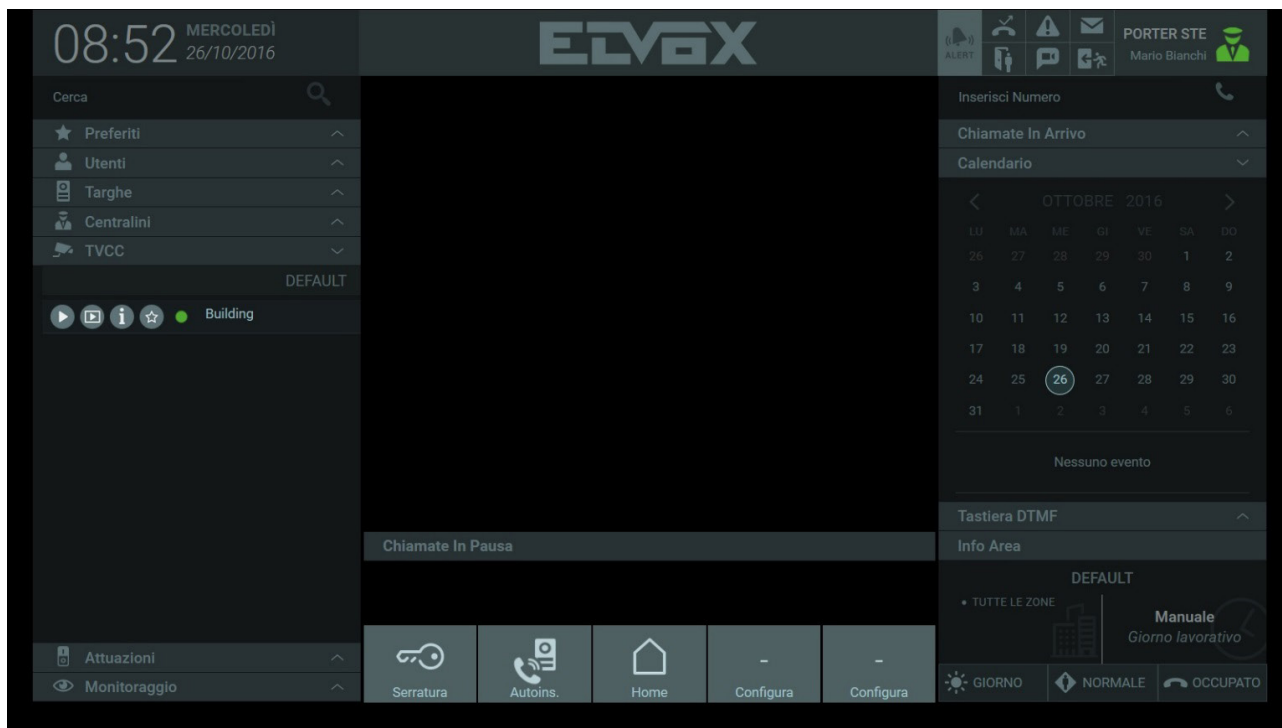 08:52 MERCOLEDÌ
26/10/2016
ELVOX
ALERT
PORTER STE
Mario Bianchi
Cerca
Preferiti
Utenti
Targhe
Centralini
TVCC
DEFAULT
Building
Attuazioni
Monitoraggio
Chiamate In Pausa
Serratura
Autoins.
Home
-
Configura
-
Configura
Inserisci Numero
Chiamate In Arrivo
Calendario
OTTOBRE 2016
LU MA ME GI VE SA DO
26 27 28 29 30 1 2
3 4 5 6 7 8 9
10 11 12 13 14 15 16
17 18 19 20 21 22 23
24 25 26 27 28 29 30
31 1 2 3 4 5 6
Nessuno evento
Tastiera DTMF
Info Area
DEFAULT
• TUTTE LE ZONE
Manuale
Giorno lavorativo
GIORNO
NORMALE
OCCUPATO